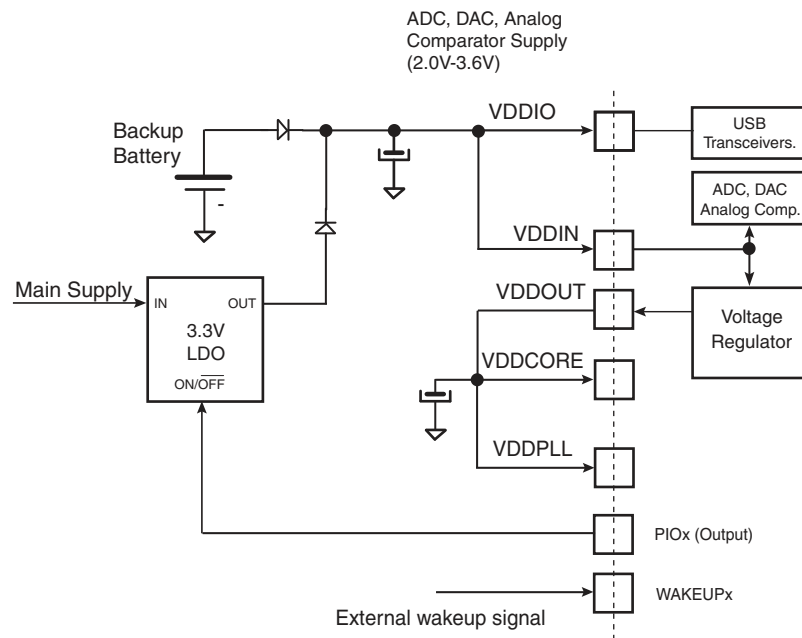 ADC, DAC, Analog
Comparator Supply
(2.0V-3.6V)
VDDIO
USB
Transceivers.
Backup
Battery
-
ADC, DAC
Analog Comp.
VDDIN
Main Supply
IN
OUT
3.3V
LDO
ON/OFF
VDDOUT
Voltage
Regulator
VDDCORE
VDDPLL
PIOx (Output)
WAKEUPx
External wakeup signal